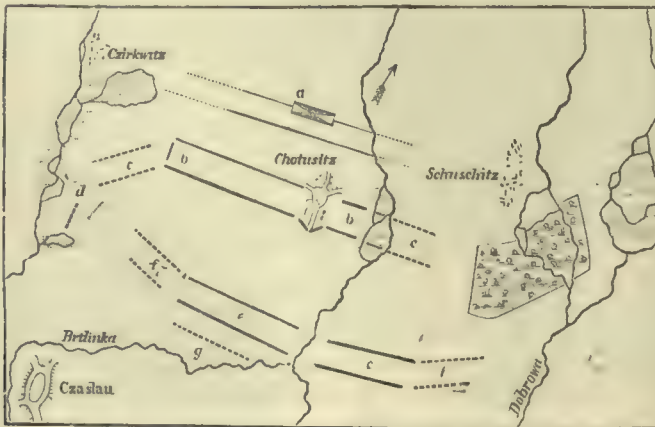 Czirkwitz
a
Chotusitz
Schuschitz
b
b
c
c
d
f
e
e
g
Brtlinka
Czaslau
Dobrowa